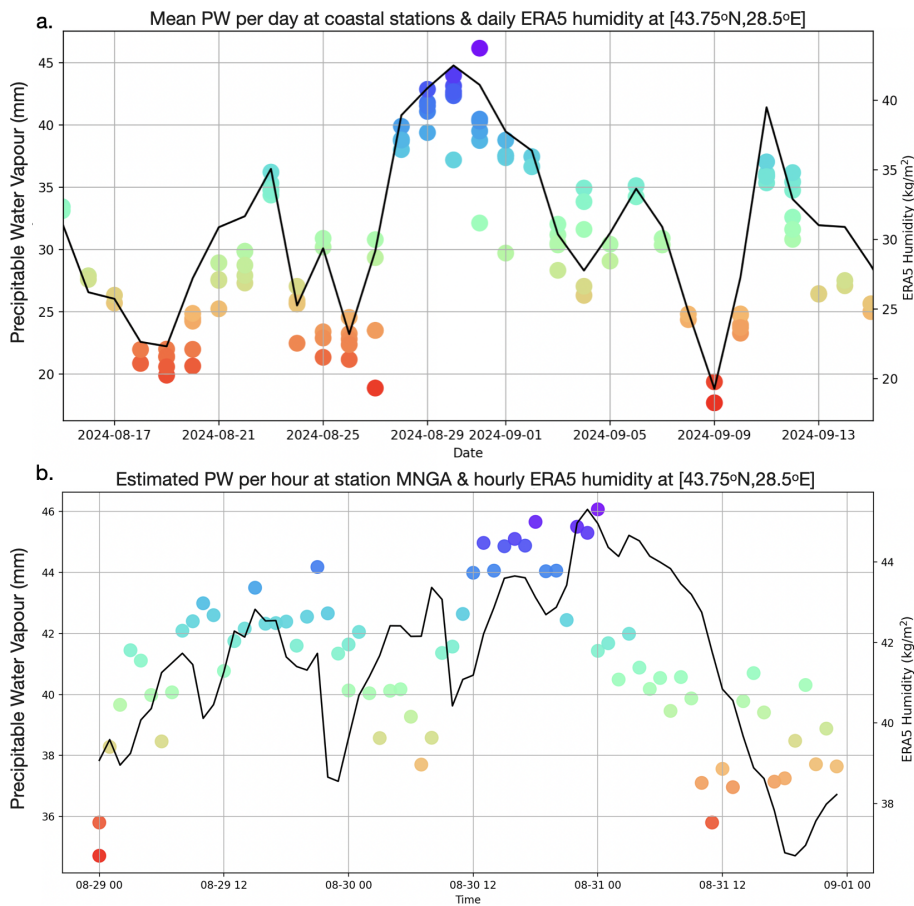 a.
Mean PW per day at coastal stations & daily ERA5 humidity at [43.75ºN,28.5ºE]
Precipitable Water Vapour (mm)
45
40
35
30
25
20
40
35
30
25
20
ERA5 Humidity (kg/m²)
2024-08-17 2024-08-21 2024-08-25 2024-08-29 2024-09-01 2024-09-05 2024-09-09 2024-09-13
Date
b.
Estimated PW per hour at station MNGA & hourly ERA5 humidity at [43.75ºN,28.5ºE]
Precipitable Water Vapour (mm)
46
44
42
40
38
36
44
42
40
38
ERA5 Humidity (kg/m²)
08-29 00 08-29 12 08-30 00 08-30 12 08-31 00 08-31 12 09-01 00
Time